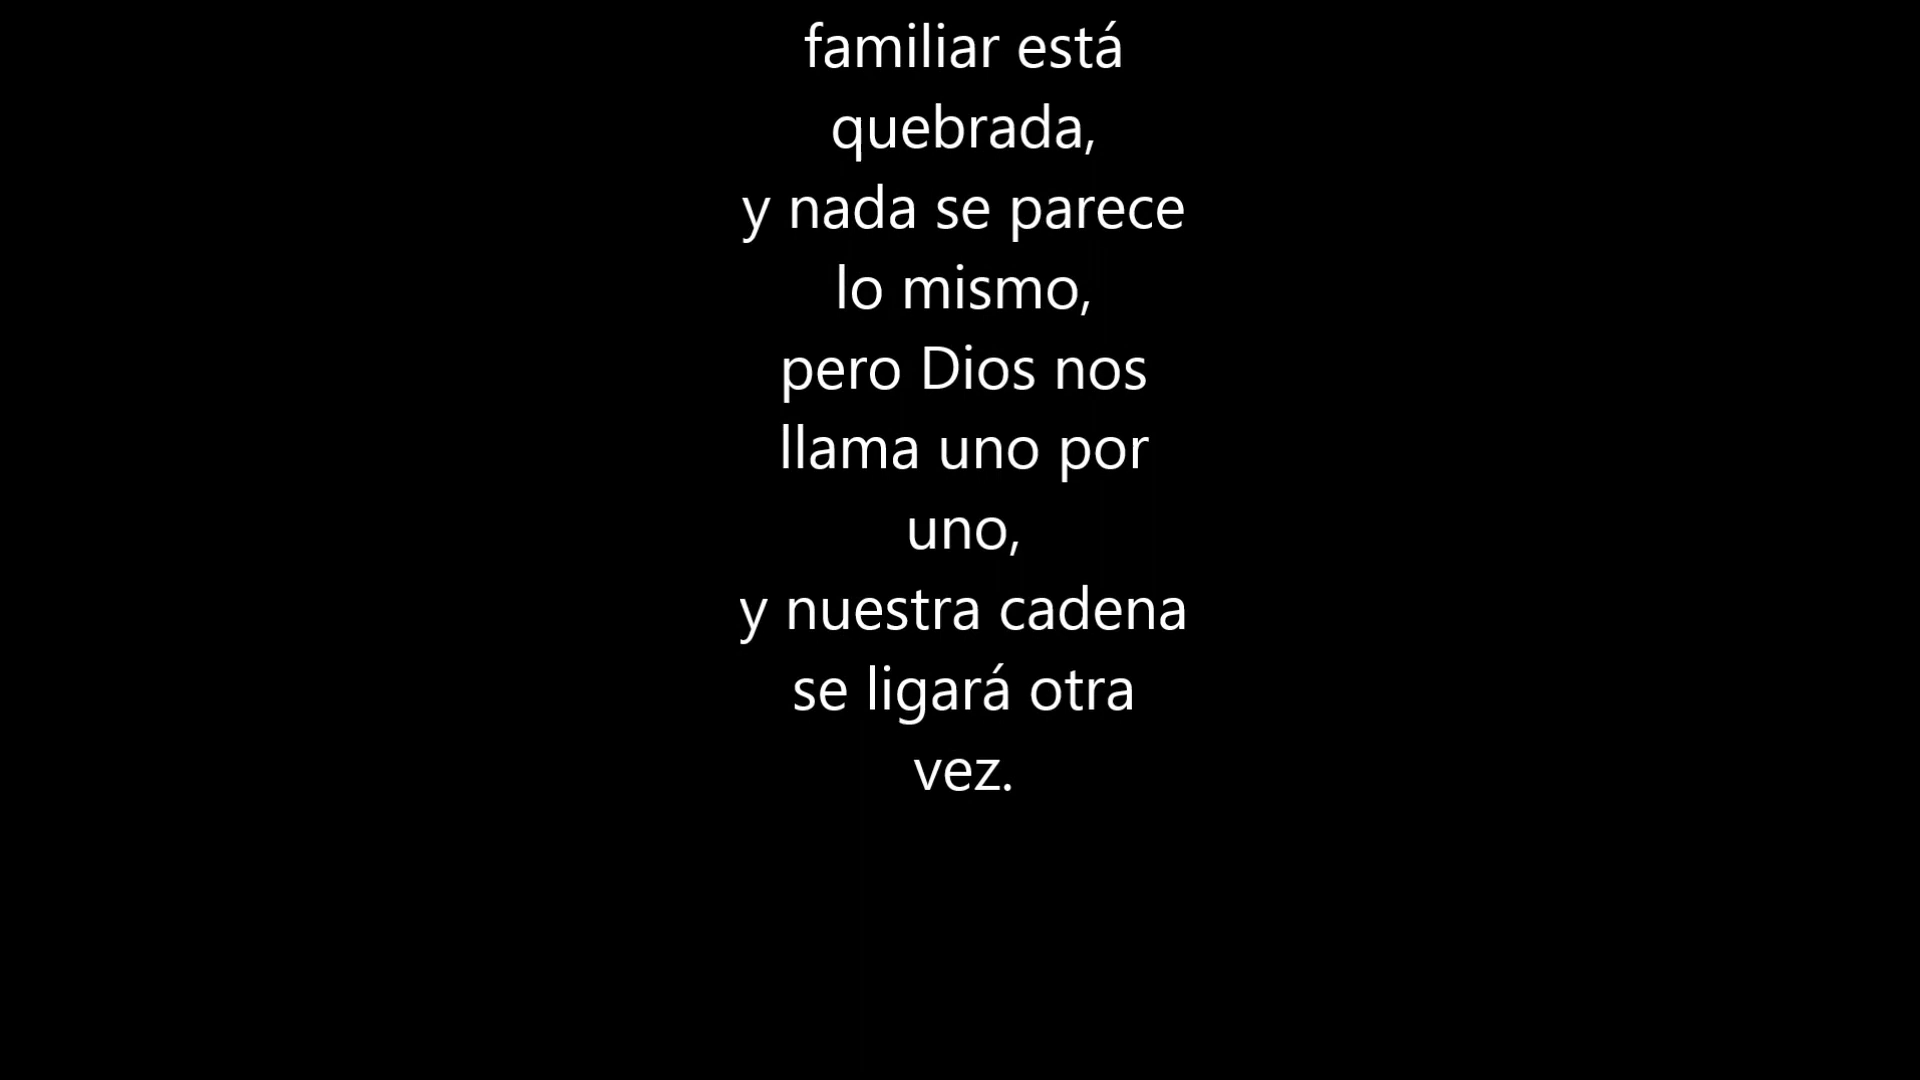 familiar está
quebrada,
y nada se parece
lo mismo,
pero Dios nos
llama uno por
uno,
y nuestra cadena
se ligará otra
vez.